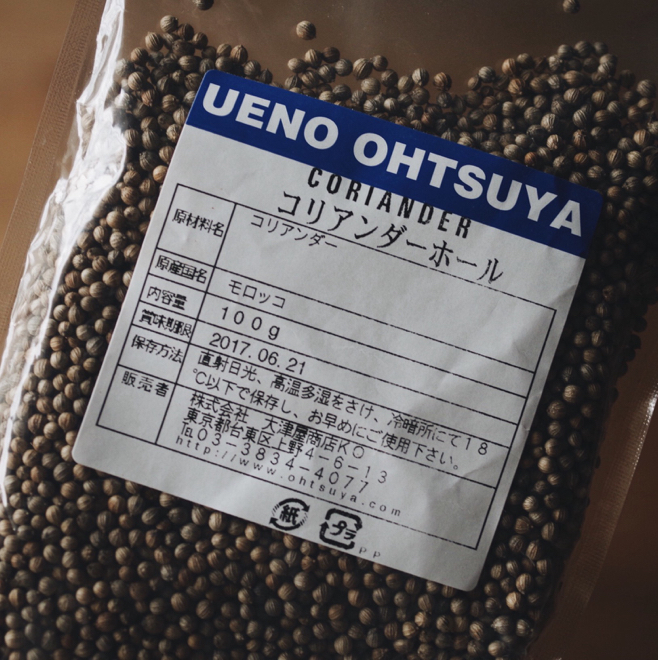 UENO OHTSUYA
CORIANDER
コリアンダーホール
原材料名 コリアンダー
原産国名 モロッコ
内容量 100g
賞味期限 2017.06.21
保存方法 直射日光、高温多湿をさけ、冷暗所にて18
℃以下で保存し、お早めにご使用下さい。
販売者 株式会社 大津屋商店KO
東京都台東区上野4-6-13
℡03-3834-4077
http://www.ohtsuya.com
紙 プラ
PP